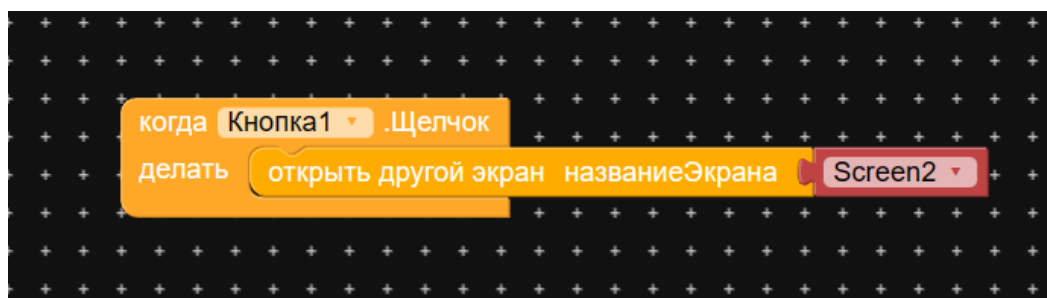 когда Кнопка1 .Щелчок
делать открыть другой экран названиеЭкрана Screen2